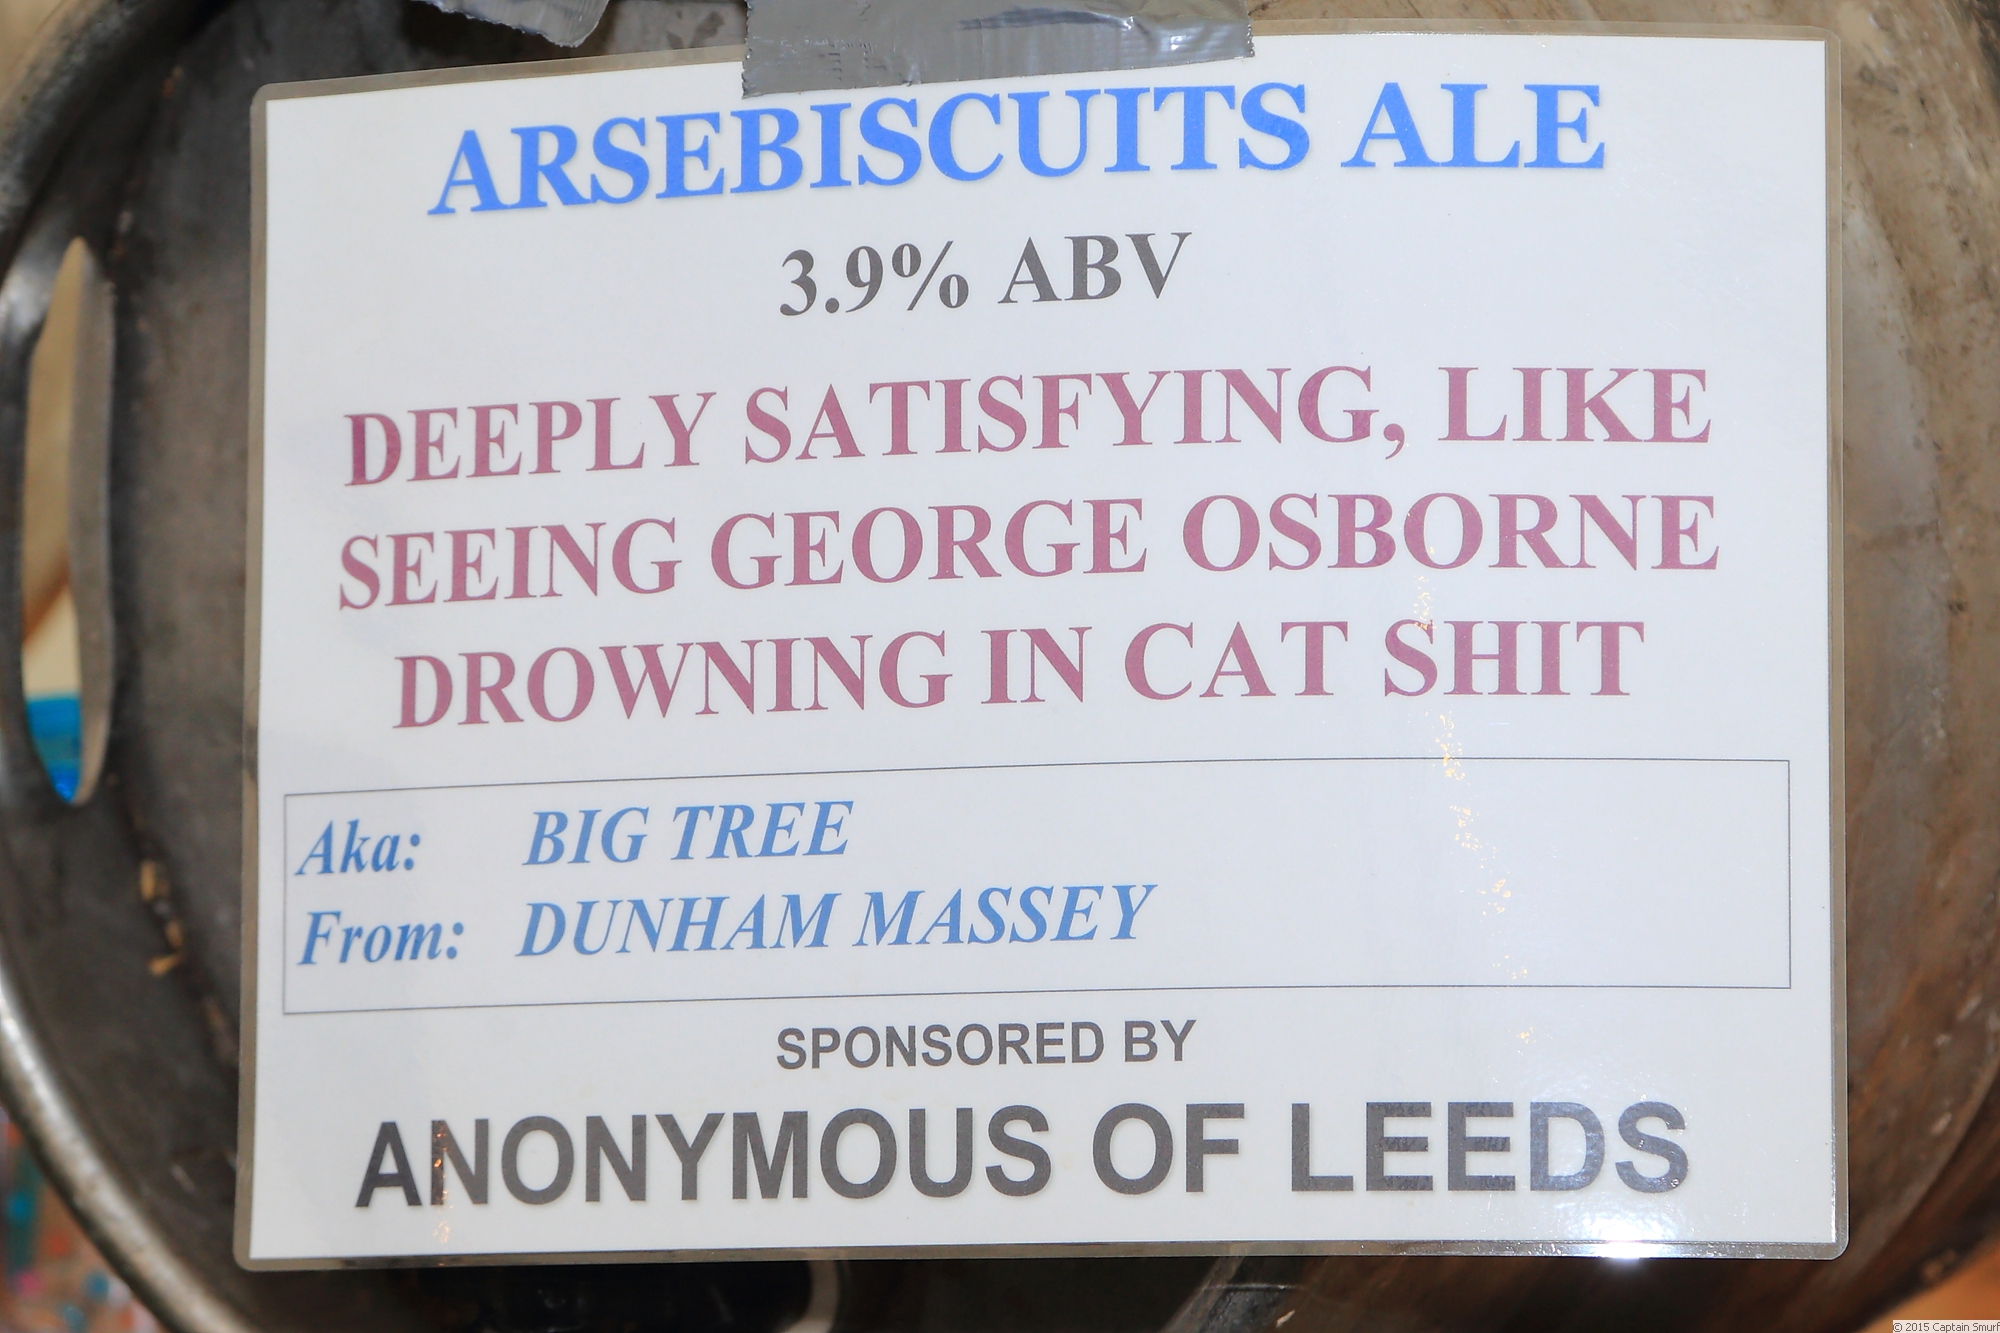 ARSEBISCUITS ALE
3.9% ABV
DEEPLY SATISFYING, LIKE
SEEING GEORGE OSBORNE
DROWNING IN CAT SHIT
Aka: BIG TREE
From: DUNHAM MASSEY
SPONSORED BY
ANONYMOUS OF LEEDS
© 2015 Captain Smurf